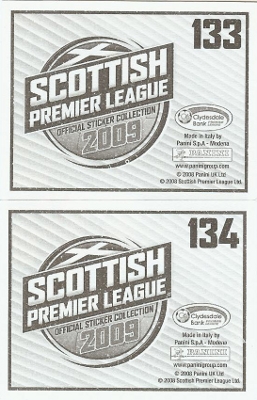 133
SCOTTISH
PREMIER LEAGUE
OFFICIAL STICKER COLLECTION
2009
Clydesdale
Bank
Made in Italy by
Panini S.p.A - Modena
PANINI
www.paninigroup.com
© 2008 Panini UK Ltd
© 2008 Scottish Premier League Ltd.
134
SCOTTISH
PREMIER LEAGUE
OFFICIAL STICKER COLLECTION
2009
Clydesdale
Bank
Made in Italy by
Panini S.p.A - Modena
PANINI
www.paninigroup.com
© 2008 Panini UK Ltd
© 2008 Scottish Premier League Ltd.